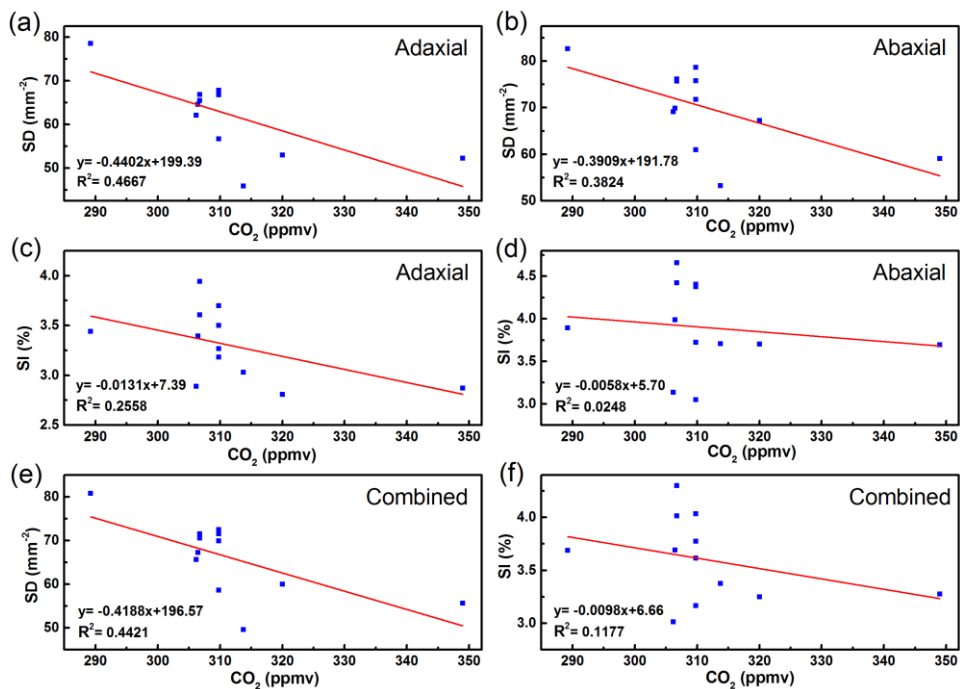 (a)
Adaxial
80
70
60
50
SD (mm⁻²)
y= -0.4402x+199.39
R²= 0.4667
290 300 310 320 330 340 350
CO₂ (ppmv)
(b)
Abaxial
90
80
70
60
50
SD (mm⁻²)
y= -0.3909x+191.78
R²= 0.3824
290 300 310 320 330 340 350
CO₂ (ppmv)
(c)
Adaxial
4.0
3.5
3.0
2.5
SI (%)
y= -0.0131x+7.39
R²= 0.2558
290 300 310 320 330 340 350
CO₂ (ppmv)
(d)
Abaxial
4.5
4.0
3.5
3.0
SI (%)
y= -0.0058x+5.70
R²= 0.0248
290 300 310 320 330 340 350
CO₂ (ppmv)
(e)
Combined
80
70
60
50
SD (mm⁻²)
y= -0.4188x+196.57
R²= 0.4421
290 300 310 320 330 340 350
CO₂ (ppmv)
(f)
Combined
4.0
3.5
3.0
SI (%)
y= -0.0098x+6.66
R²= 0.1177
290 300 310 320 330 340 350
CO₂ (ppmv)